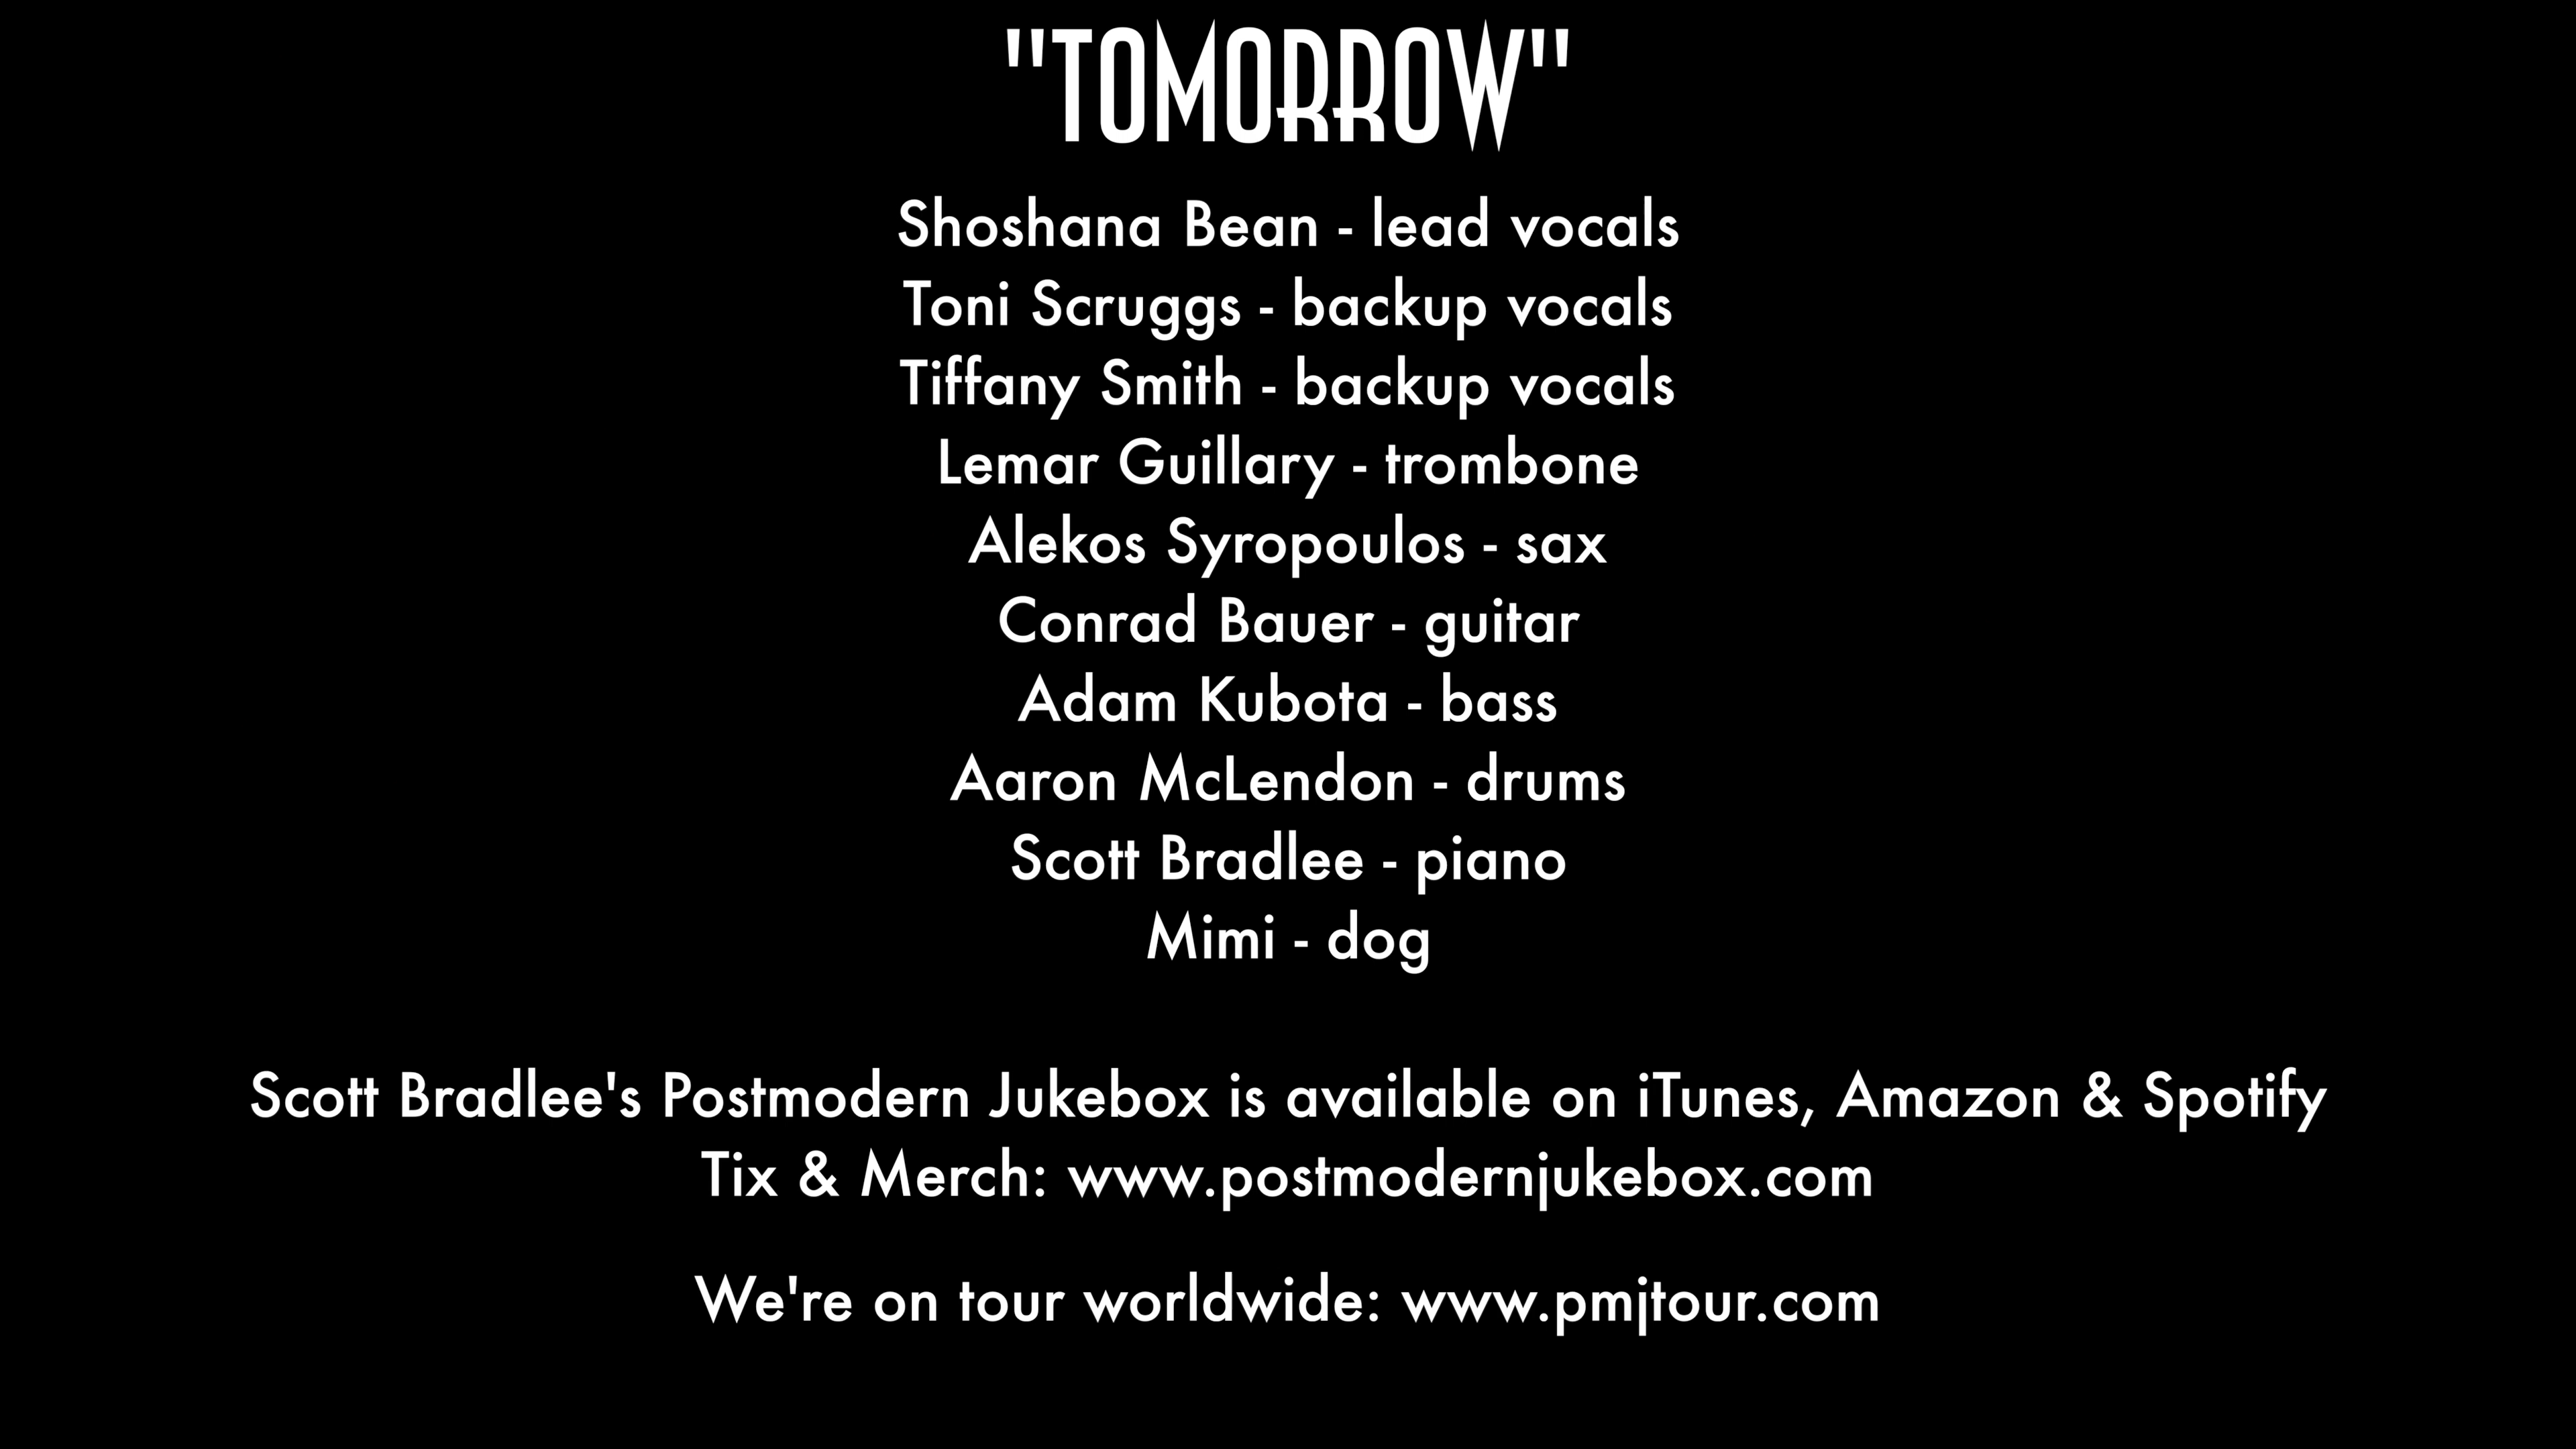 "TOMORROW"
Shoshana Bean - lead vocals
Toni Scruggs - backup vocals
Tiffany Smith - backup vocals
Lemar Guillary - trombone
Alekos Syropoulos - sax
Conrad Bauer - guitar
Adam Kubota - bass
Aaron McLendon - drums
Scott Bradlee - piano
Mimi - dog
Scott Bradlee's Postmodern Jukebox is available on iTunes, Amazon & Spotify
Tix & Merch: www.postmodernjukebox.com
We're on tour worldwide: www.pmjtour.com